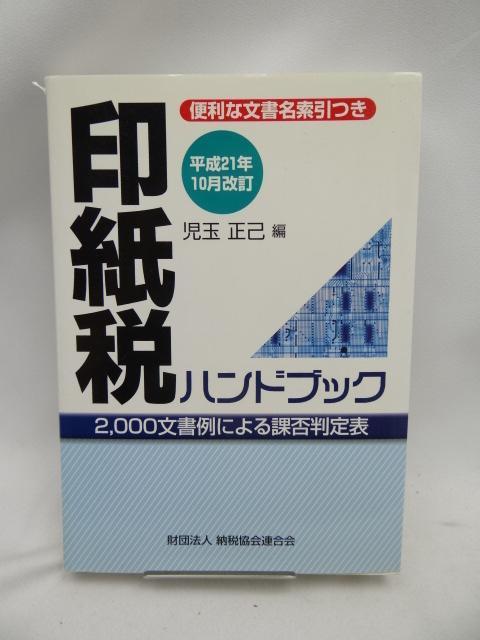 便利な文書名索引つき
平成21年
10月改訂
児玉 正己 編
印紙税
ハンドブック
2,000文書例による課否判定表
財団法人 納税協会連合会